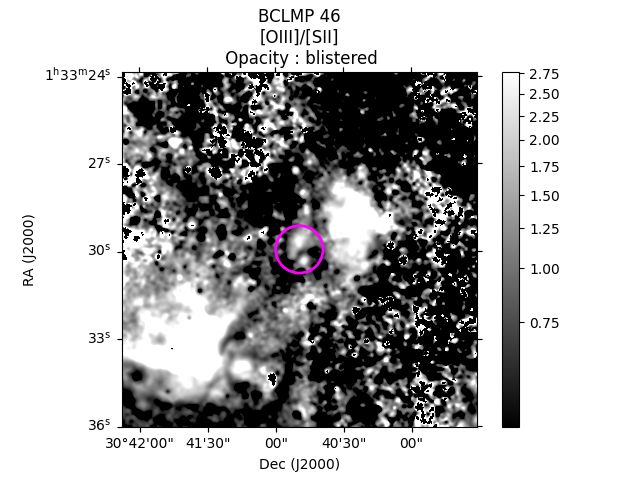 BCLMP 46
[OIII]/[SII]
Opacity : blistered
1ʰ33ᵐ24ˢ
27ˢ
30ˢ
33ˢ
36ˢ
RA (J2000)
30°42'00" 41'30" 00" 40'30" 00"
Dec (J2000)
2.75
2.50
2.25
2.00
1.75
1.50
1.25
1.00
0.75